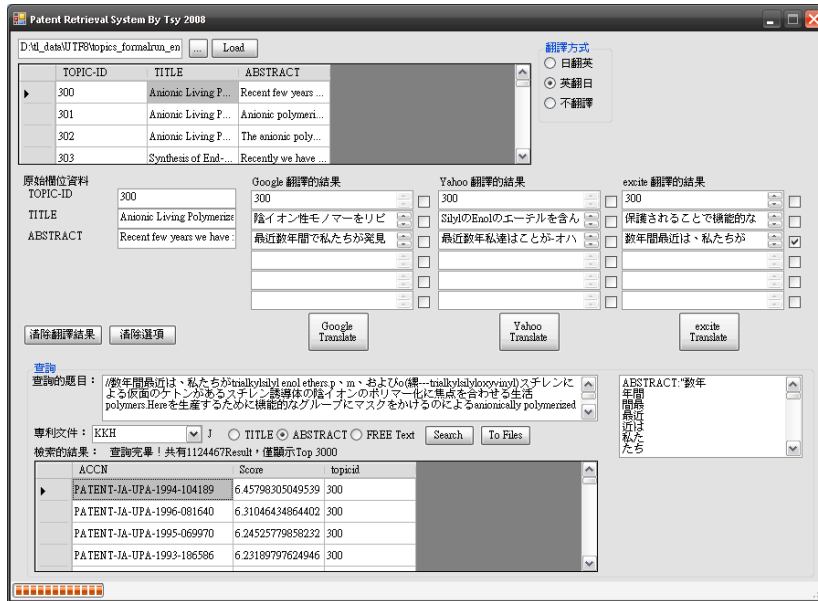 Patent Retrieval System By Tsy 2008
D:\tl_data\UTF8\topics_formalrun_en ... Load
翻譯方式
日翻英
英翻日
不翻譯
TOPIC-ID TITLE ABSTRACT
300 Anionic Living P... Recent few years ...
301 Anionic Living P... Anionic polymeri...
302 Anionic Living P... The anionic poly...
303 Synthesis of End-... Recently we have ...
原始欄位資料 Google 翻譯的結果 Yahoo 翻譯的結果 excite 翻譯的結果
TOPIC-ID 300 300 300 300
TITLE Anionic Living Polymerize 陰イオン性モノマーをリビ SilylのEnolのエーテルを含ん 保護されることで機能的な
ABSTRACT Recent few years we have : 最近数年間で私たちが発見 最近数年私達はことが-オハ 数年間最近は、私たちが
清除翻譯結果 清除選項 Google Translate Yahoo Translate excite Translate
查詢
查詢的題目： //数年間最近は、私たちがtrialkylsilyl enol ethers.p、m、およびo(縲---trialkylsilyloxyvinyl)スチレンに
よる仮面のケトンがあるスチレン誘導体の陰イオンのポリマー化に焦点を合わせる生活
polymers.Hereを生産するために機能的なグループにマスクをかけるのによるanionically polymerized
ABSTRACT:"数年
年間
間最
最近
近は
私た
たち
專利文件： KKH J TITLE ABSTRACT FREE Text Search To Files
檢索的結果： 查詢完畢！共有1124467Result，僅顯示Top 3000
ACCN Score topicid
PATENT-JA-UPA-1994-104189 6.45798305049539 300
PATENT-JA-UPA-1996-081640 6.31046434864402 300
PATENT-JA-UPA-1995-069970 6.24525779858232 300
PATENT-JA-UPA-1993-186586 6.23189797624946 300